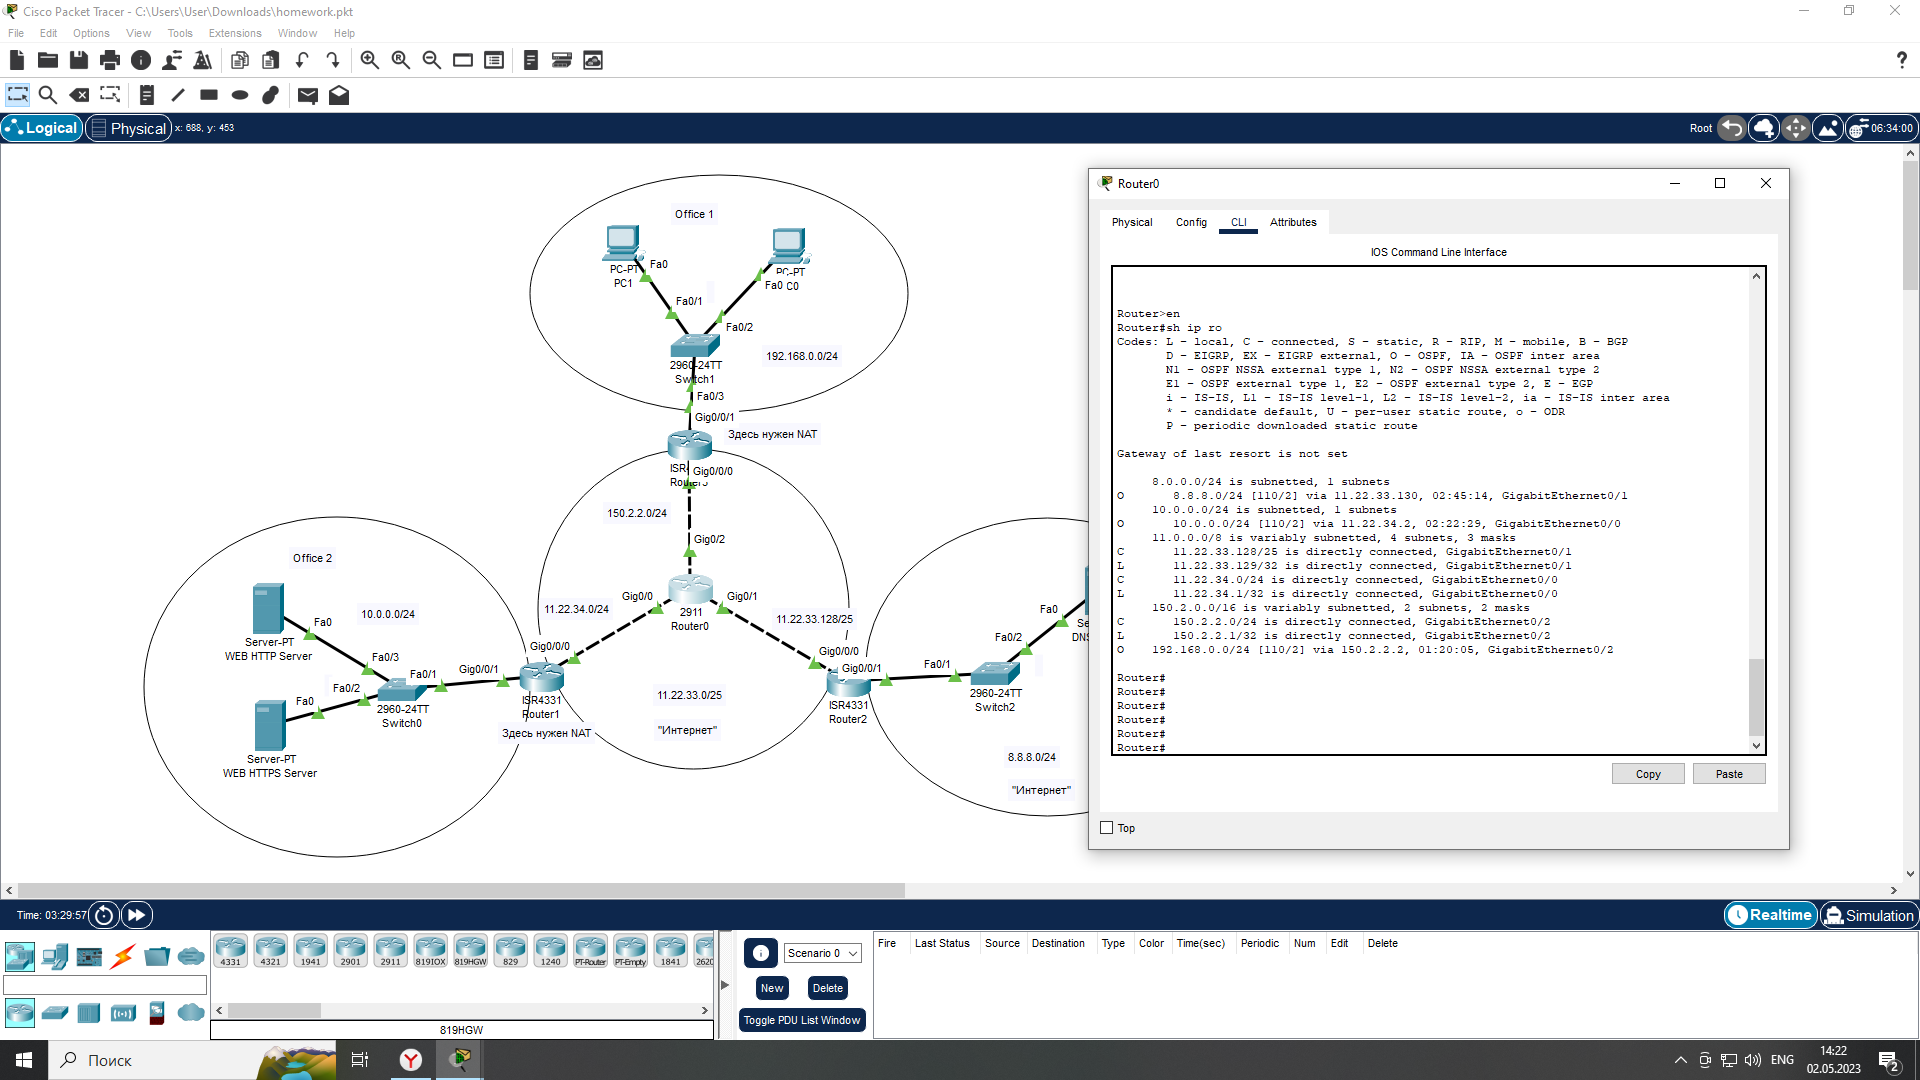 Cisco Packet Tracer - C:\Users\User\Downloads\homework.pkt
File Edit Options View Tools Extensions Window Help
Logical Physical x: 688, y: 453
Root 06:34:00
Office 1
PC-PT
PC1
Fa0
PC-PT
C0
Fa0
Fa0/1
Fa0/2
192.168.0.0/24
2960-24TT
Switch1
Fa0/3
Gig0/0/1
Здесь нужен NAT
Gig0/0/0
150.2.2.0/24
Gig0/2
Gig0/0
Gig0/1
2911
Router0
11.22.34.0/24
11.22.33.128/25
Office 2
10.0.0.0/24
Fa0
Server-PT
WEB HTTP Server
Fa0/3
Fa0/1
Fa0/2
Fa0
2960-24TT
Switch0
Server-PT
WEB HTTPS Server
Gig0/0/1
Gig0/0/0
ISR4331
Router1
Здесь нужен NAT
11.22.33.0/25
"Интернет"
Gig0/0/0
Gig0/0/1
ISR4331
Router2
Fa0/1
Fa0/2
Fa0
2960-24TT
Switch2
8.8.8.0/24
"Интернет"
Router0
Physical Config CLI Attributes
IOS Command Line Interface
Router>en
Router#sh ip ro
Codes: L - local, C - connected, S - static, R - RIP, M - mobile, B - BGP
D - EIGRP, EX - EIGRP external, O - OSPF, IA - OSPF inter area
N1 - OSPF NSSA external type 1, N2 - OSPF NSSA external type 2
E1 - OSPF external type 1, E2 - OSPF external type 2, E - EGP
i - IS-IS, L1 - IS-IS level-1, L2 - IS-IS level-2, ia - IS-IS inter area
* - candidate default, U - per-user static route, o - ODR
P - periodic downloaded static route
Gateway of last resort is not set
8.0.0.0/24 is subnetted, 1 subnets
O 8.8.8.0/24 [110/2] via 11.22.33.130, 02:45:14, GigabitEthernet0/1
10.0.0.0/24 is subnetted, 1 subnets
O 10.0.0.0/24 [110/2] via 11.22.34.2, 02:22:29, GigabitEthernet0/0
11.0.0.0/8 is variably subnetted, 4 subnets, 3 masks
C 11.22.33.128/25 is directly connected, GigabitEthernet0/1
L 11.22.33.129/32 is directly connected, GigabitEthernet0/1
C 11.22.34.0/24 is directly connected, GigabitEthernet0/0
L 11.22.34.1/32 is directly connected, GigabitEthernet0/0
150.2.0.0/16 is variably subnetted, 2 subnets, 2 masks
C 150.2.2.0/24 is directly connected, GigabitEthernet0/2
L 150.2.2.1/32 is directly connected, GigabitEthernet0/2
O 192.168.0.0/24 [110/2] via 150.2.2.2, 01:20:05, GigabitEthernet0/2
Router#
Router#
Router#
Router#
Router#
Router#
Copy Paste
Top
Time: 03:29:57
Realtime Simulation
4331 4321 1941 2901 2911 819IOX 819HGW 829 1240 PT-Router PT-Empty 1841 2620
819HGW
Scenario 0
New Delete
Toggle PDU List Window
Fire Last Status Source Destination Type Color Time(sec) Periodic Num Edit Delete
Поиск
ENG
14:22
02.05.2023
2